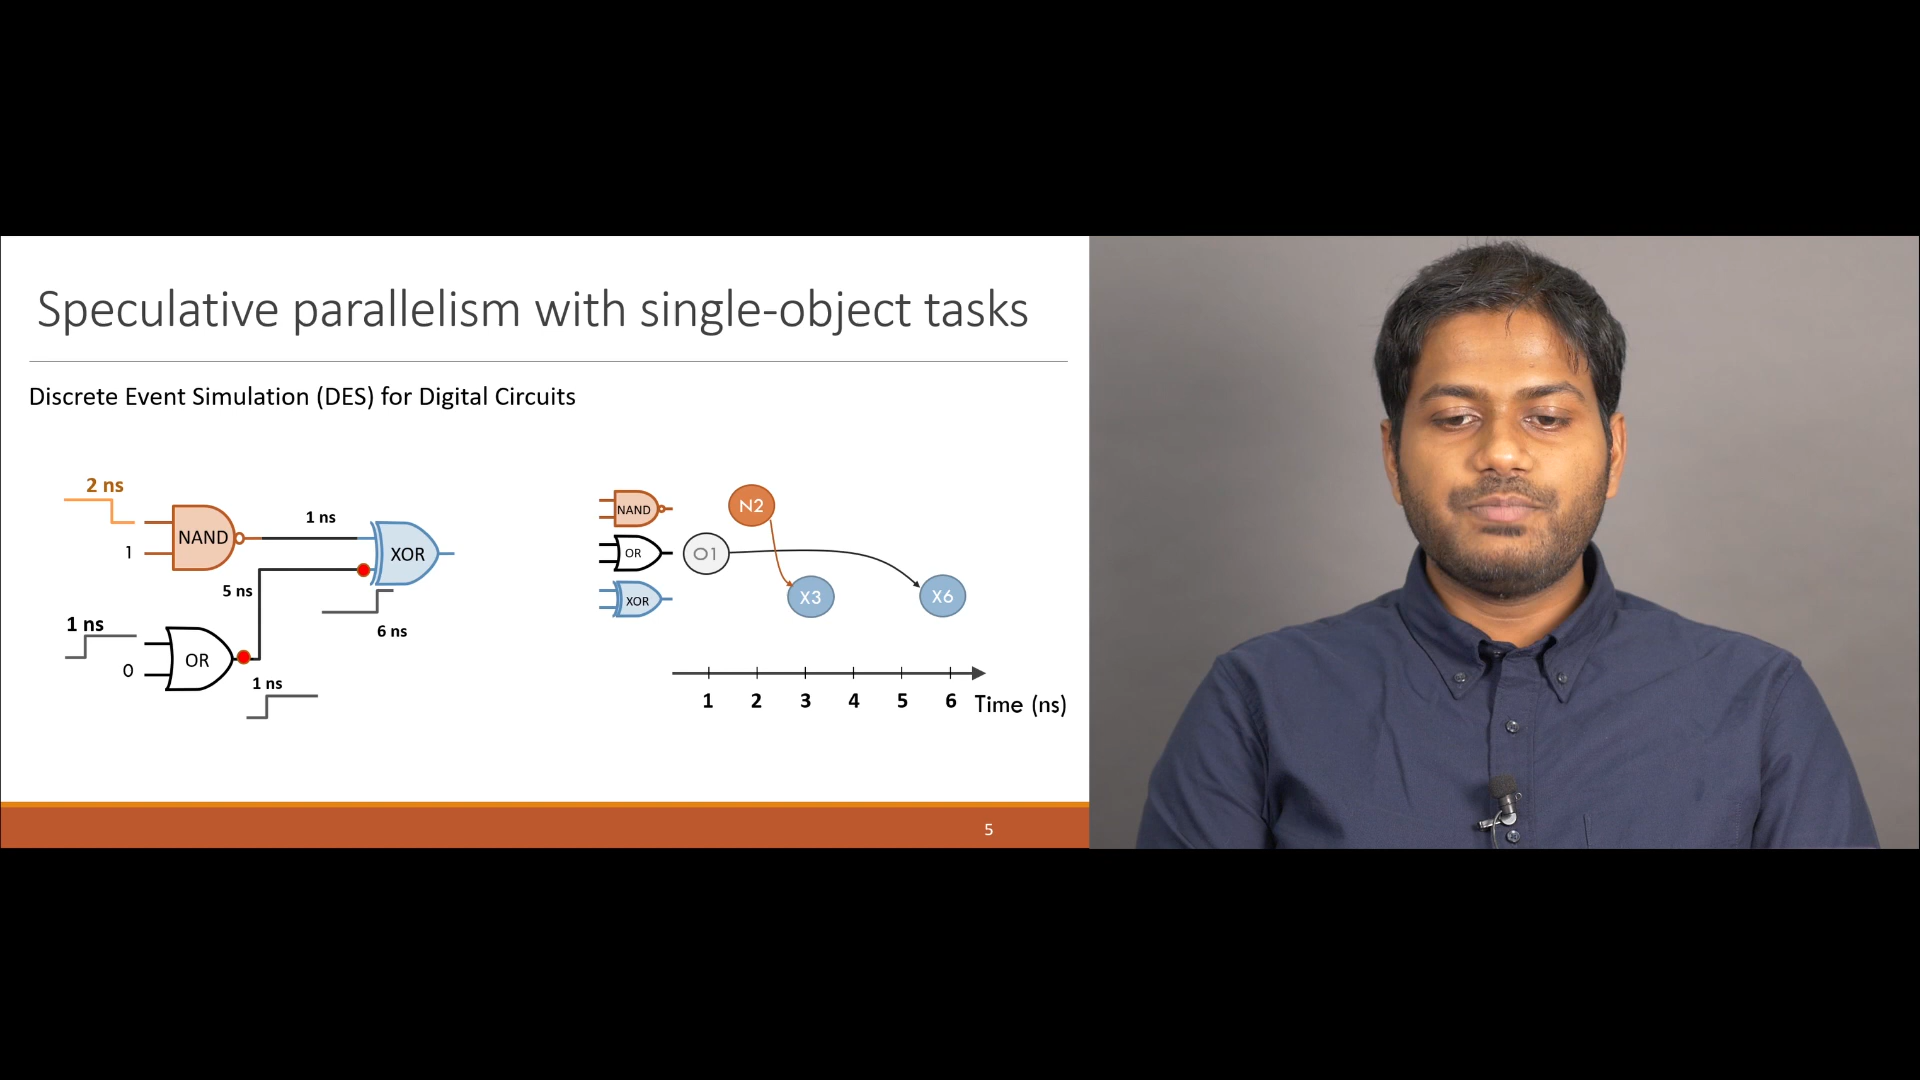 Speculative parallelism with single-object tasks
Discrete Event Simulation (DES) for Digital Circuits
2 ns
NAND
1
1 ns
XOR
5 ns
6 ns
1 ns
OR
0
1 ns
NAND
N2
OR
O1
XOR
X3
X6
1 2 3 4 5 6 Time (ns)
5